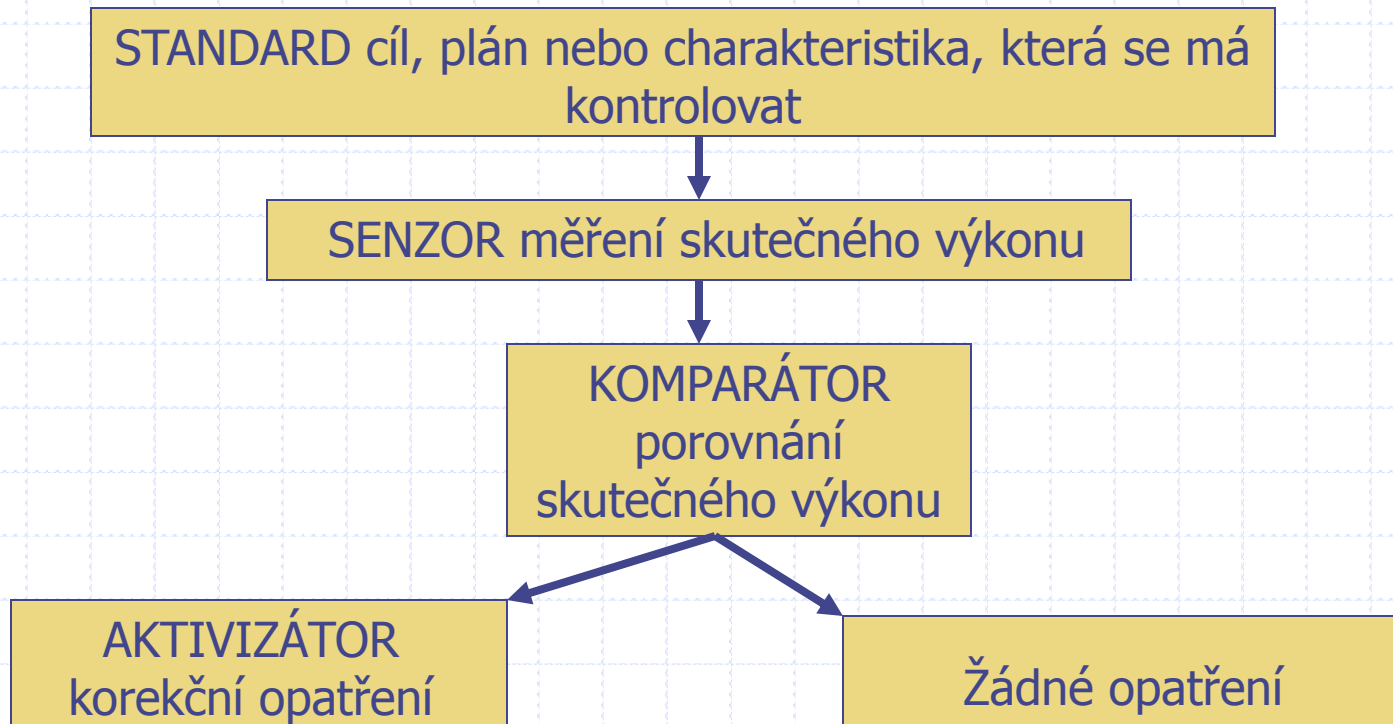 STANDARD cíl, plán nebo charakteristika, která se má
kontrolovat
SENZOR měření skutečného výkonu
KOMPARÁTOR
porovnání
skutečného výkonu
AKTIVIZÁTOR
korekční opatření
Žádné opatření